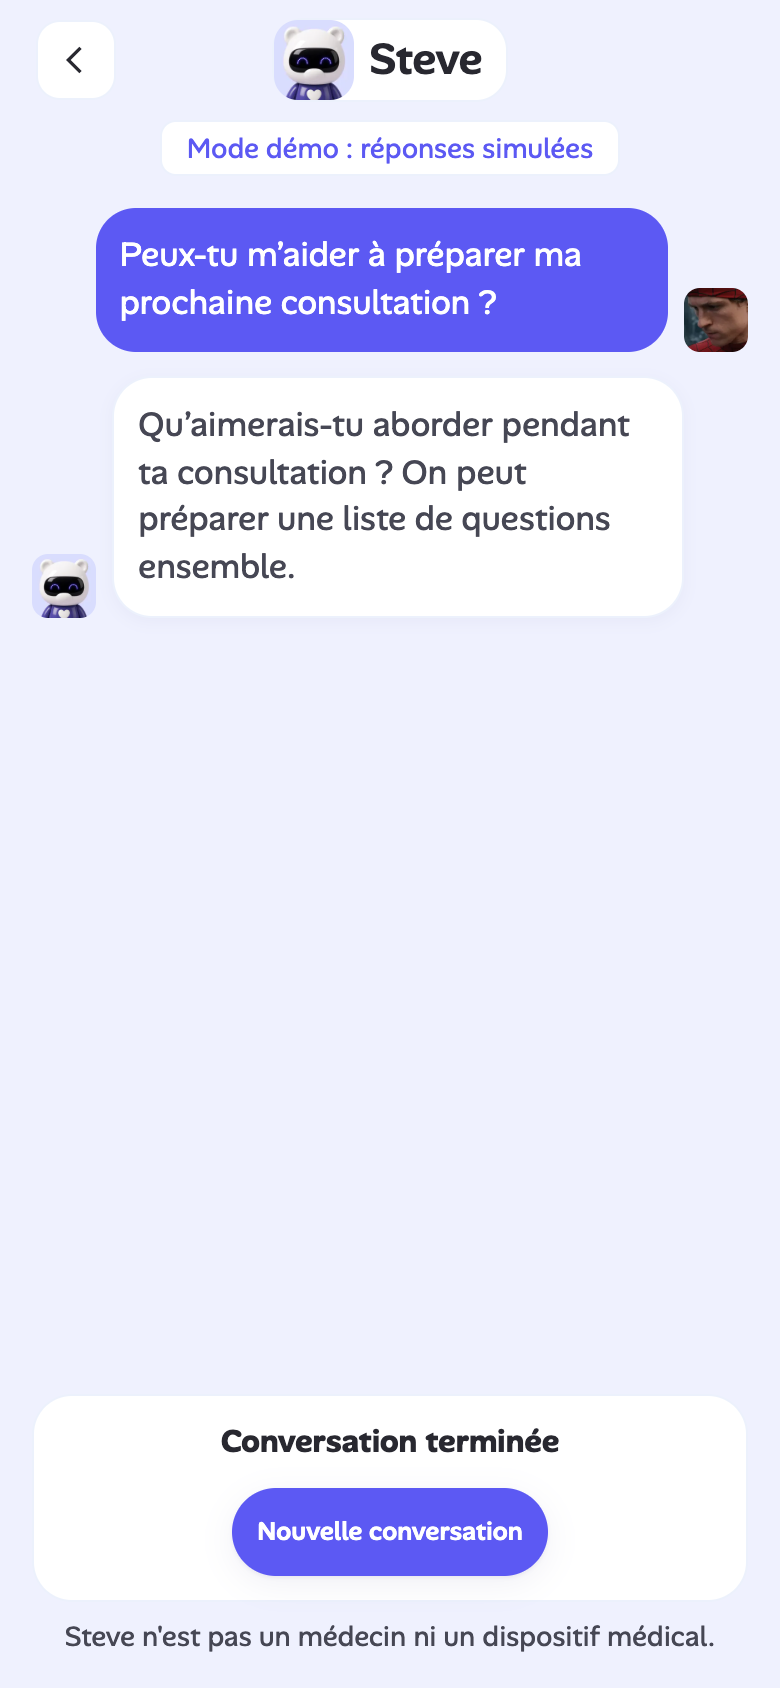 Steve
Mode démo : réponses simulées
Peux-tu m’aider à préparer ma
prochaine consultation ?
Qu’aimerais-tu aborder pendant
ta consultation ? On peut
préparer une liste de questions
ensemble.
Conversation terminée
Nouvelle conversation
Steve n'est pas un médecin ni un dispositif médical.